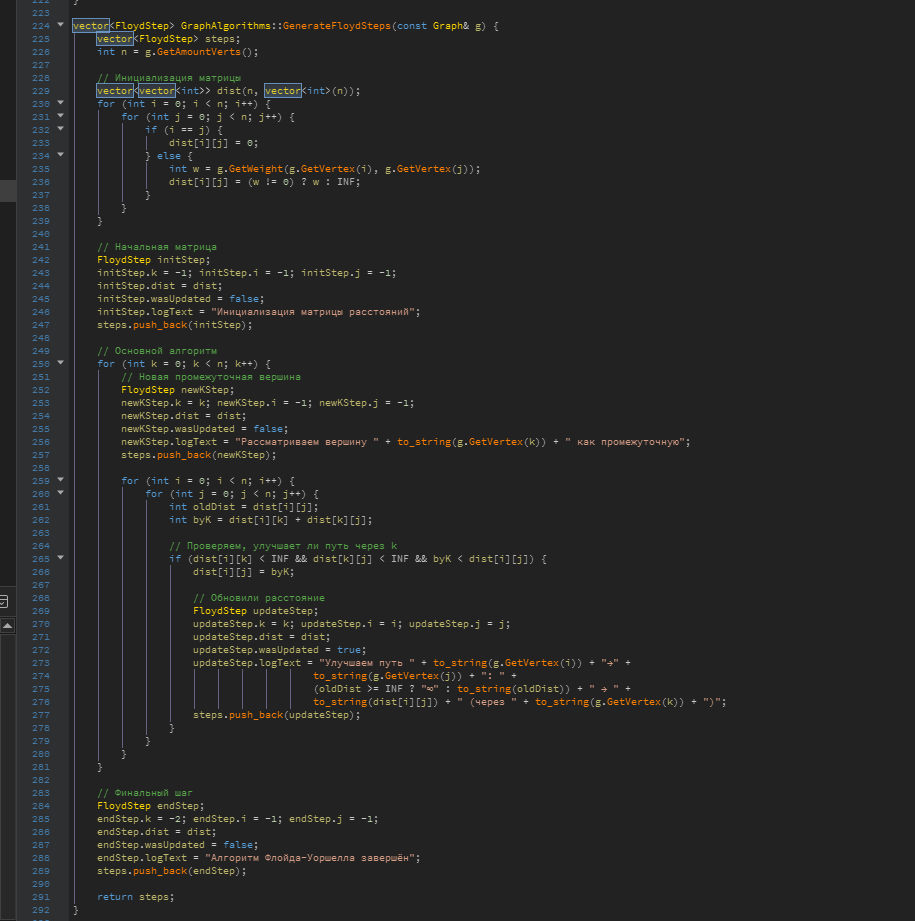 222 }
223
224 vector<FloydStep> GraphAlgorithms::GenerateFloydSteps(const Graph& g) {
225     vector<FloydStep> steps;
226     int n = g.GetAmountVerts();
227
228     // Инициализация матрицы
229     vector<vector<int>> dist(n, vector<int>(n));
230     for (int i = 0; i < n; i++) {
231         for (int j = 0; j < n; j++) {
232             if (i == j) {
233                 dist[i][j] = 0;
234             } else {
235                 int w = g.GetWeight(g.GetVertex(i), g.GetVertex(j));
236                 dist[i][j] = (w != 0) ? w : INF;
237             }
238         }
239     }
240
241     // Начальная матрица
242     FloydStep initStep;
243     initStep.k = -1; initStep.i = -1; initStep.j = -1;
244     initStep.dist = dist;
245     initStep.wasUpdated = false;
246     initStep.logText = "Инициализация матрицы расстояний";
247     steps.push_back(initStep);
248
249     // Основной алгоритм
250     for (int k = 0; k < n; k++) {
251         // Новая промежуточная вершина
252         FloydStep newKStep;
253         newKStep.k = k; newKStep.i = -1; newKStep.j = -1;
254         newKStep.dist = dist;
255         newKStep.wasUpdated = false;
256         newKStep.logText = "Рассматриваем вершину " + to_string(g.GetVertex(k)) + " как промежуточную";
257         steps.push_back(newKStep);
258
259         for (int i = 0; i < n; i++) {
260             for (int j = 0; j < n; j++) {
261                 int oldDist = dist[i][j];
262                 int byK = dist[i][k] + dist[k][j];
263
264                 // Проверяем, улучшает ли путь через k
265                 if (dist[i][k] < INF && dist[k][j] < INF && byK < dist[i][j]) {
266                     dist[i][j] = byK;
267
268                     // Обновили расстояние
269                     FloydStep updateStep;
270                     updateStep.k = k; updateStep.i = i; updateStep.j = j;
271                     updateStep.dist = dist;
272                     updateStep.wasUpdated = true;
273                     updateStep.logText = "Улучшаем путь " + to_string(g.GetVertex(i)) + "→" +
274                                         to_string(g.GetVertex(j)) + ": " +
275                                         (oldDist >= INF ? "∞" : to_string(oldDist)) + " → " +
276                                         to_string(dist[i][j]) + " (через " + to_string(g.GetVertex(k)) + ")";
277                     steps.push_back(updateStep);
278                 }
279             }
280         }
281     }
282
283     // Финальный шаг
284     FloydStep endStep;
285     endStep.k = -2; endStep.i = -1; endStep.j = -1;
286     endStep.dist = dist;
287     endStep.wasUpdated = false;
288     endStep.logText = "Алгоритм Флойда-Уоршелла завершён";
289     steps.push_back(endStep);
290
291     return steps;
292 }